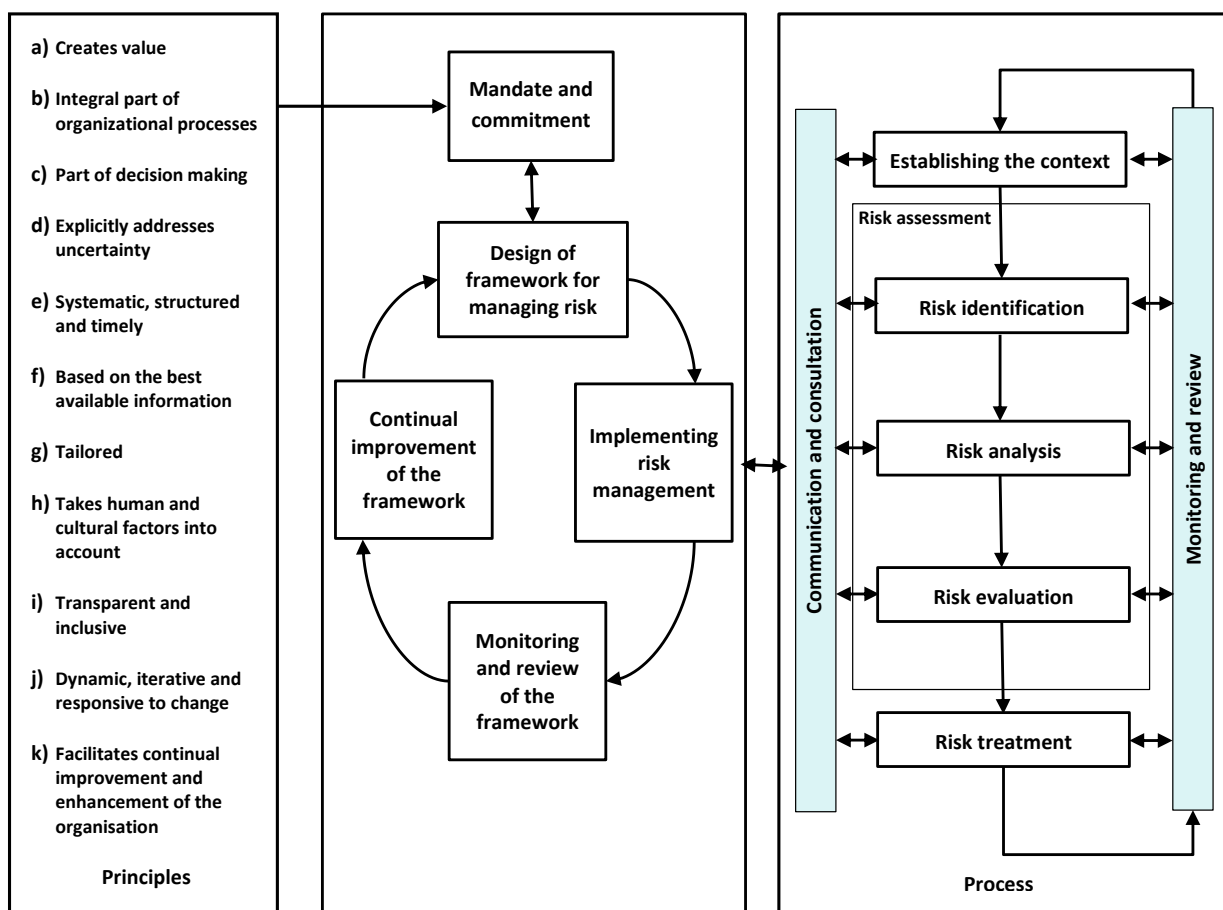 a) Creates value
b) Integral part of
organizational processes
c) Part of decision making
d) Explicitly addresses
uncertainty
e) Systematic, structured
and timely
f) Based on the best
available information
g) Tailored
h) Takes human and
cultural factors into
account
i) Transparent and
inclusive
j) Dynamic, iterative and
responsive to change
k) Facilitates continual
improvement and
enhancement of the
organisation
Principles
Mandate and
commitment
Design of
framework for
managing risk
Implementing
risk
management
Monitoring
and review
of the
framework
Continual
improvement
of the
framework
Communication and consultation
Establishing the context
Risk assessment
Risk identification
Risk analysis
Risk evaluation
Risk treatment
Monitoring and review
Process